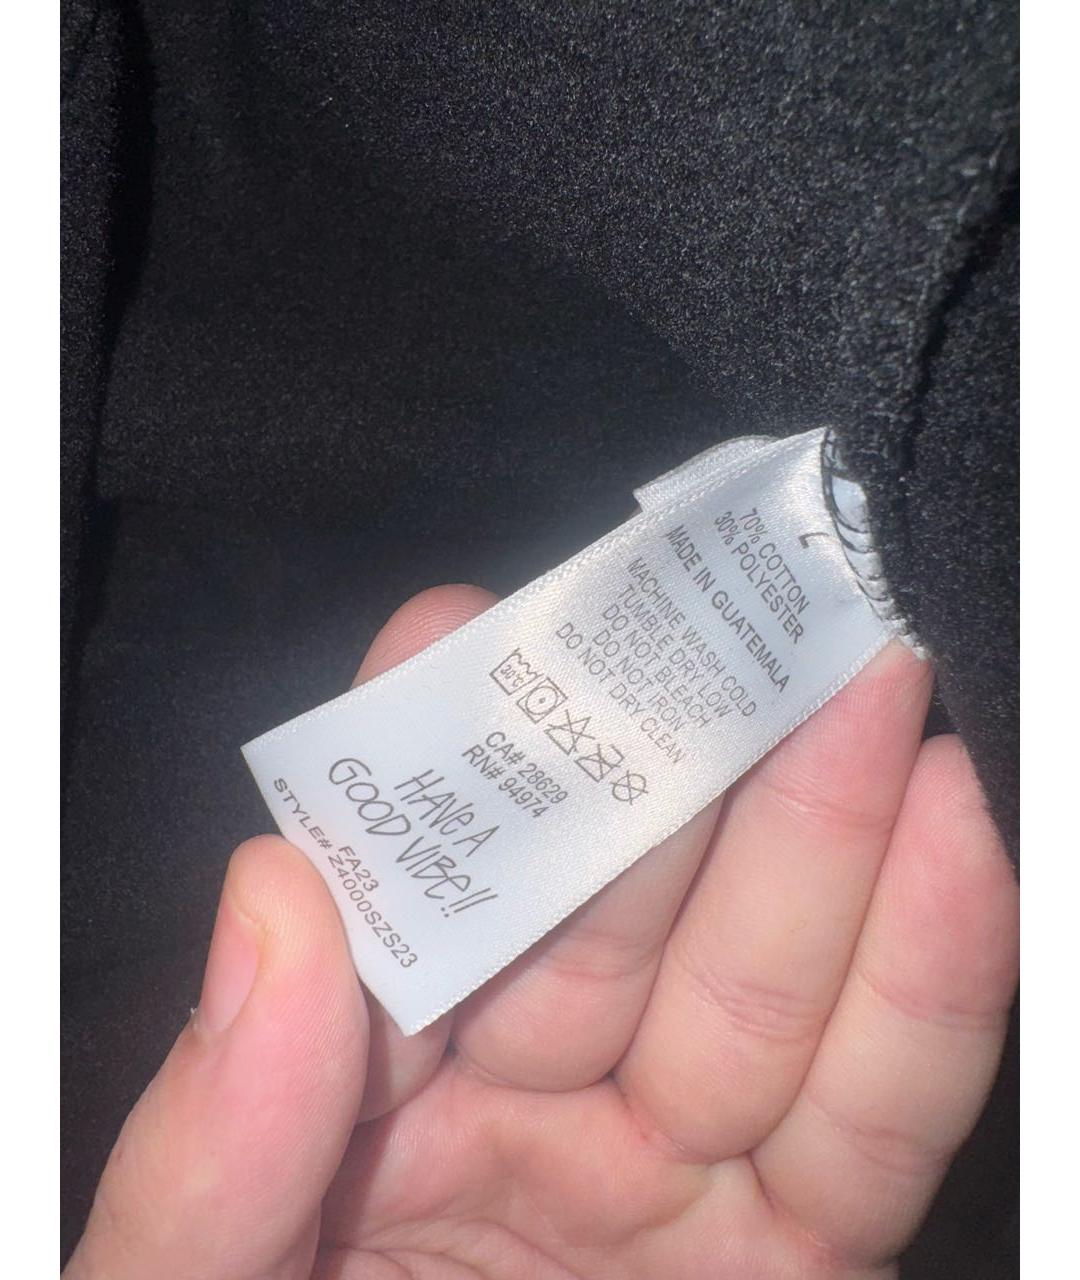 L
70% COTTON
30% POLYESTER
MADE IN GUATEMALA
MACHINE WASH COLD
TUMBLE DRY LOW
DO NOT BLEACH
DO NOT IRON
DO NOT DRY CLEAN
30°C
CA# 28629
RN# 94974
HAVE A
GOOD VIBE!!
FA23
STYLE# Z4000SZS23